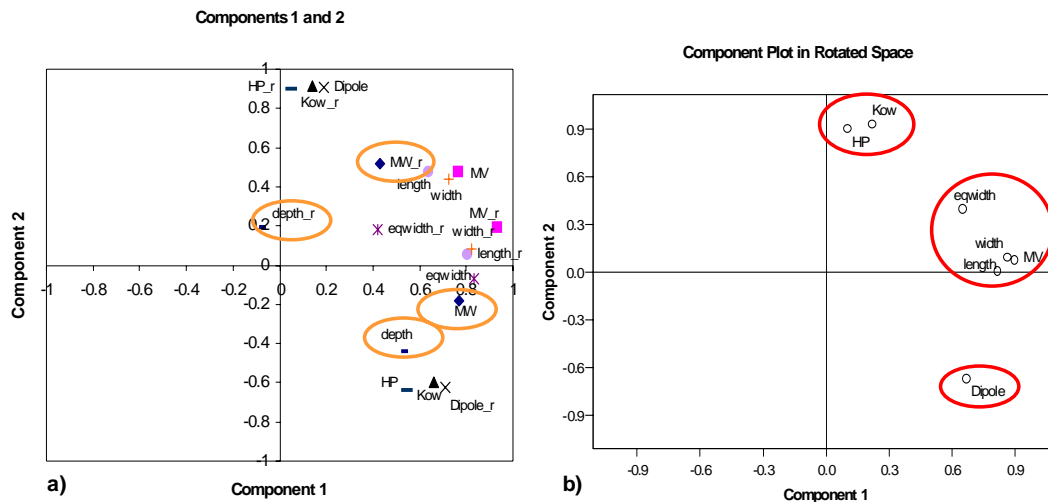 Components 1 and 2
1
HP_r
Dipole
0.8
Kow_r
0.6
MW_r
0.4
length
MV
width
depth_r
0.2
MV_r
eqwidth_r
width_r
length_r
0
-1 -0.8 -0.6 -0.4 -0.2 0 0.2 0.4 0.6 0.8 1
eqwidth
-0.2
MW
depth
-0.4
-0.6
HP
Kow
Dipole_r
-0.8
-1
Component 2
Component 1
a)
Component Plot in Rotated Space
0.9
Kow
HP
0.6
eqwidth
0.3
width
length
MV
0.0
-0.3
-0.6
Dipole
-0.9
-0.9 -0.6 -0.3 0.0 0.3 0.6 0.9
Component 2
Component 1
b)